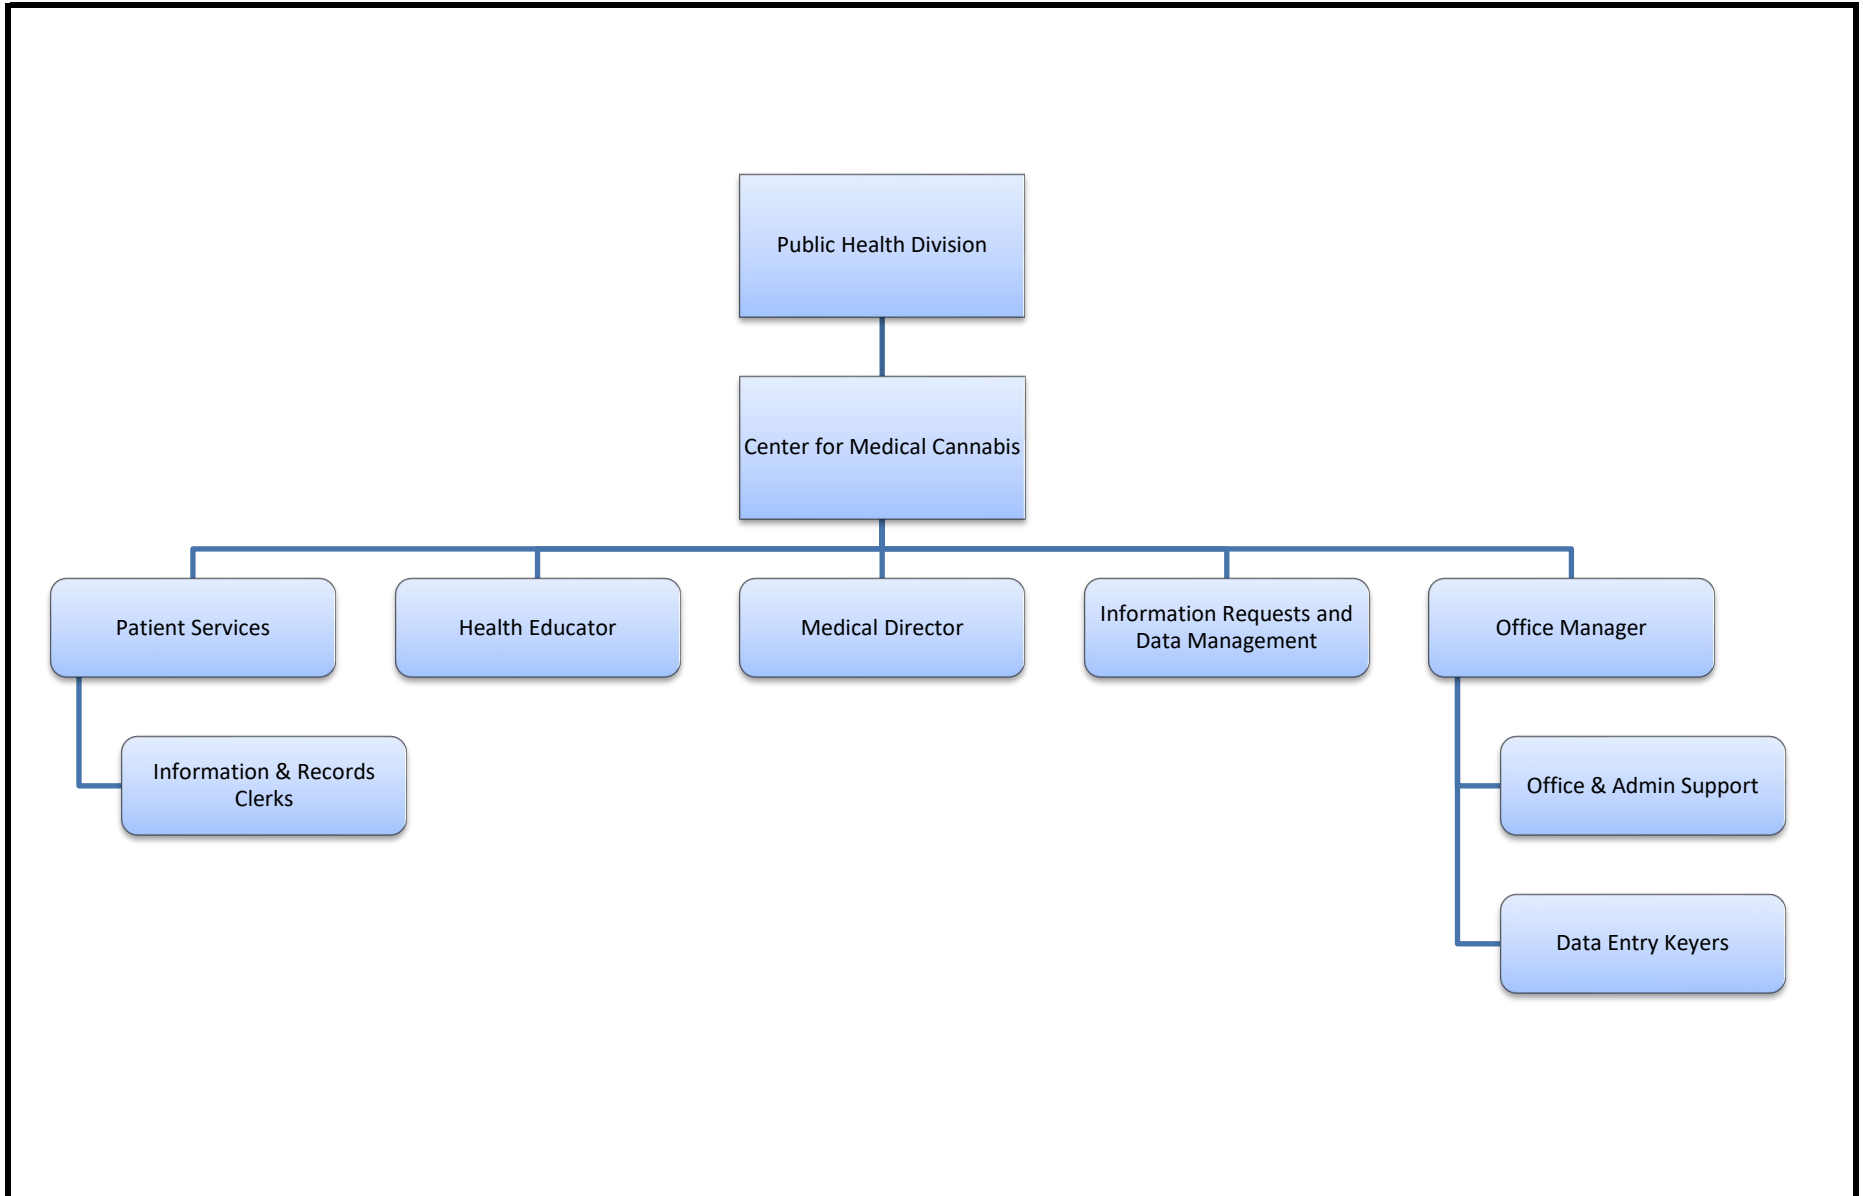 Public Health Division
Center for Medical Cannabis
Patient Services
Health Educator
Medical Director
Information Requests and
Data Management
Office Manager
Information & Records
Clerks
Office & Admin Support
Data Entry Keyers